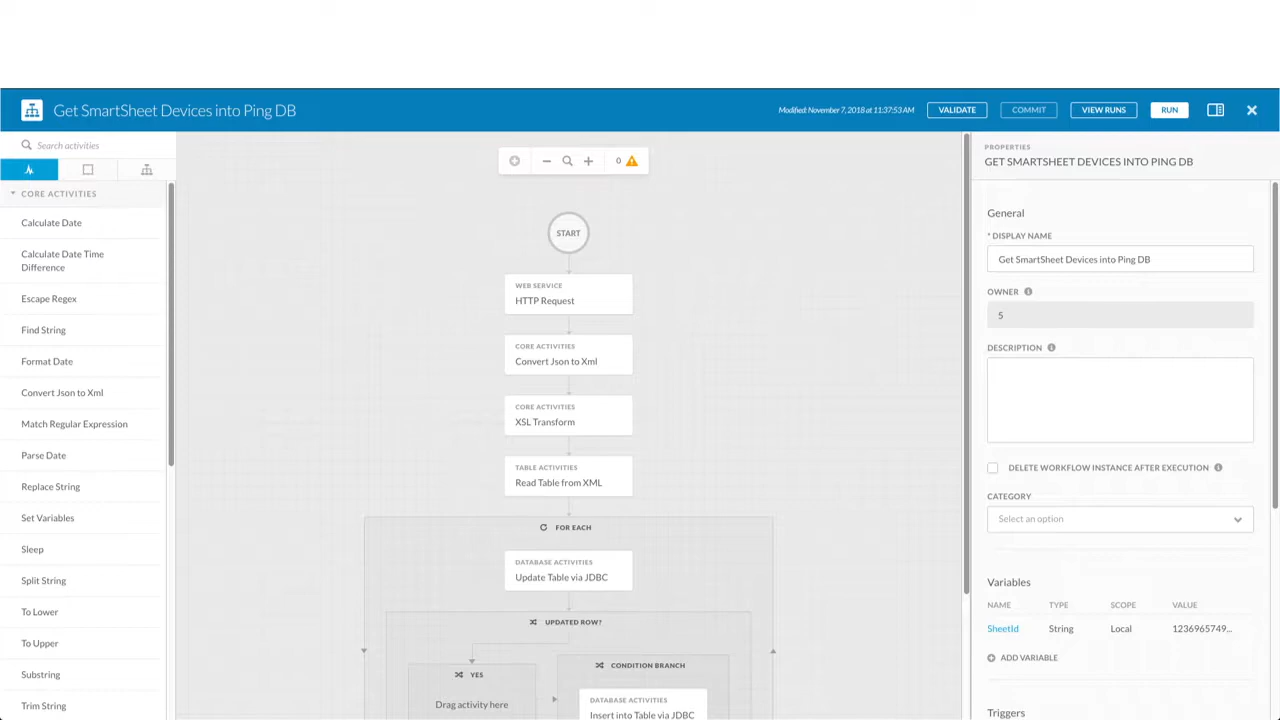 Get SmartSheet Devices into Ping DB
Modified: November 7, 2018 at 11:37:53 AM
VALIDATE
COMMIT
VIEW RUNS
RUN
Search activities
CORE ACTIVITIES
Calculate Date
Calculate Date Time
Difference
Escape Regex
Find String
Format Date
Convert Json to Xml
Match Regular Expression
Parse Date
Replace String
Set Variables
Sleep
Split String
To Lower
To Upper
Substring
Trim String
0
START
WEB SERVICE
HTTP Request
CORE ACTIVITIES
Convert Json to Xml
CORE ACTIVITIES
XSL Transform
TABLE ACTIVITIES
Read Table from XML
FOR EACH
DATABASE ACTIVITIES
Update Table via JDBC
UPDATED ROW?
YES
Drag activity here
CONDITION BRANCH
DATABASE ACTIVITIES
Insert into Table via JDBC
PROPERTIES
GET SMARTSHEET DEVICES INTO PING DB
General
* DISPLAY NAME
Get SmartSheet Devices into Ping DB
OWNER
5
DESCRIPTION
DELETE WORKFLOW INSTANCE AFTER EXECUTION
CATEGORY
Select an option
Variables
NAME TYPE SCOPE VALUE
SheetId String Local 1236965749...
ADD VARIABLE
Triggers